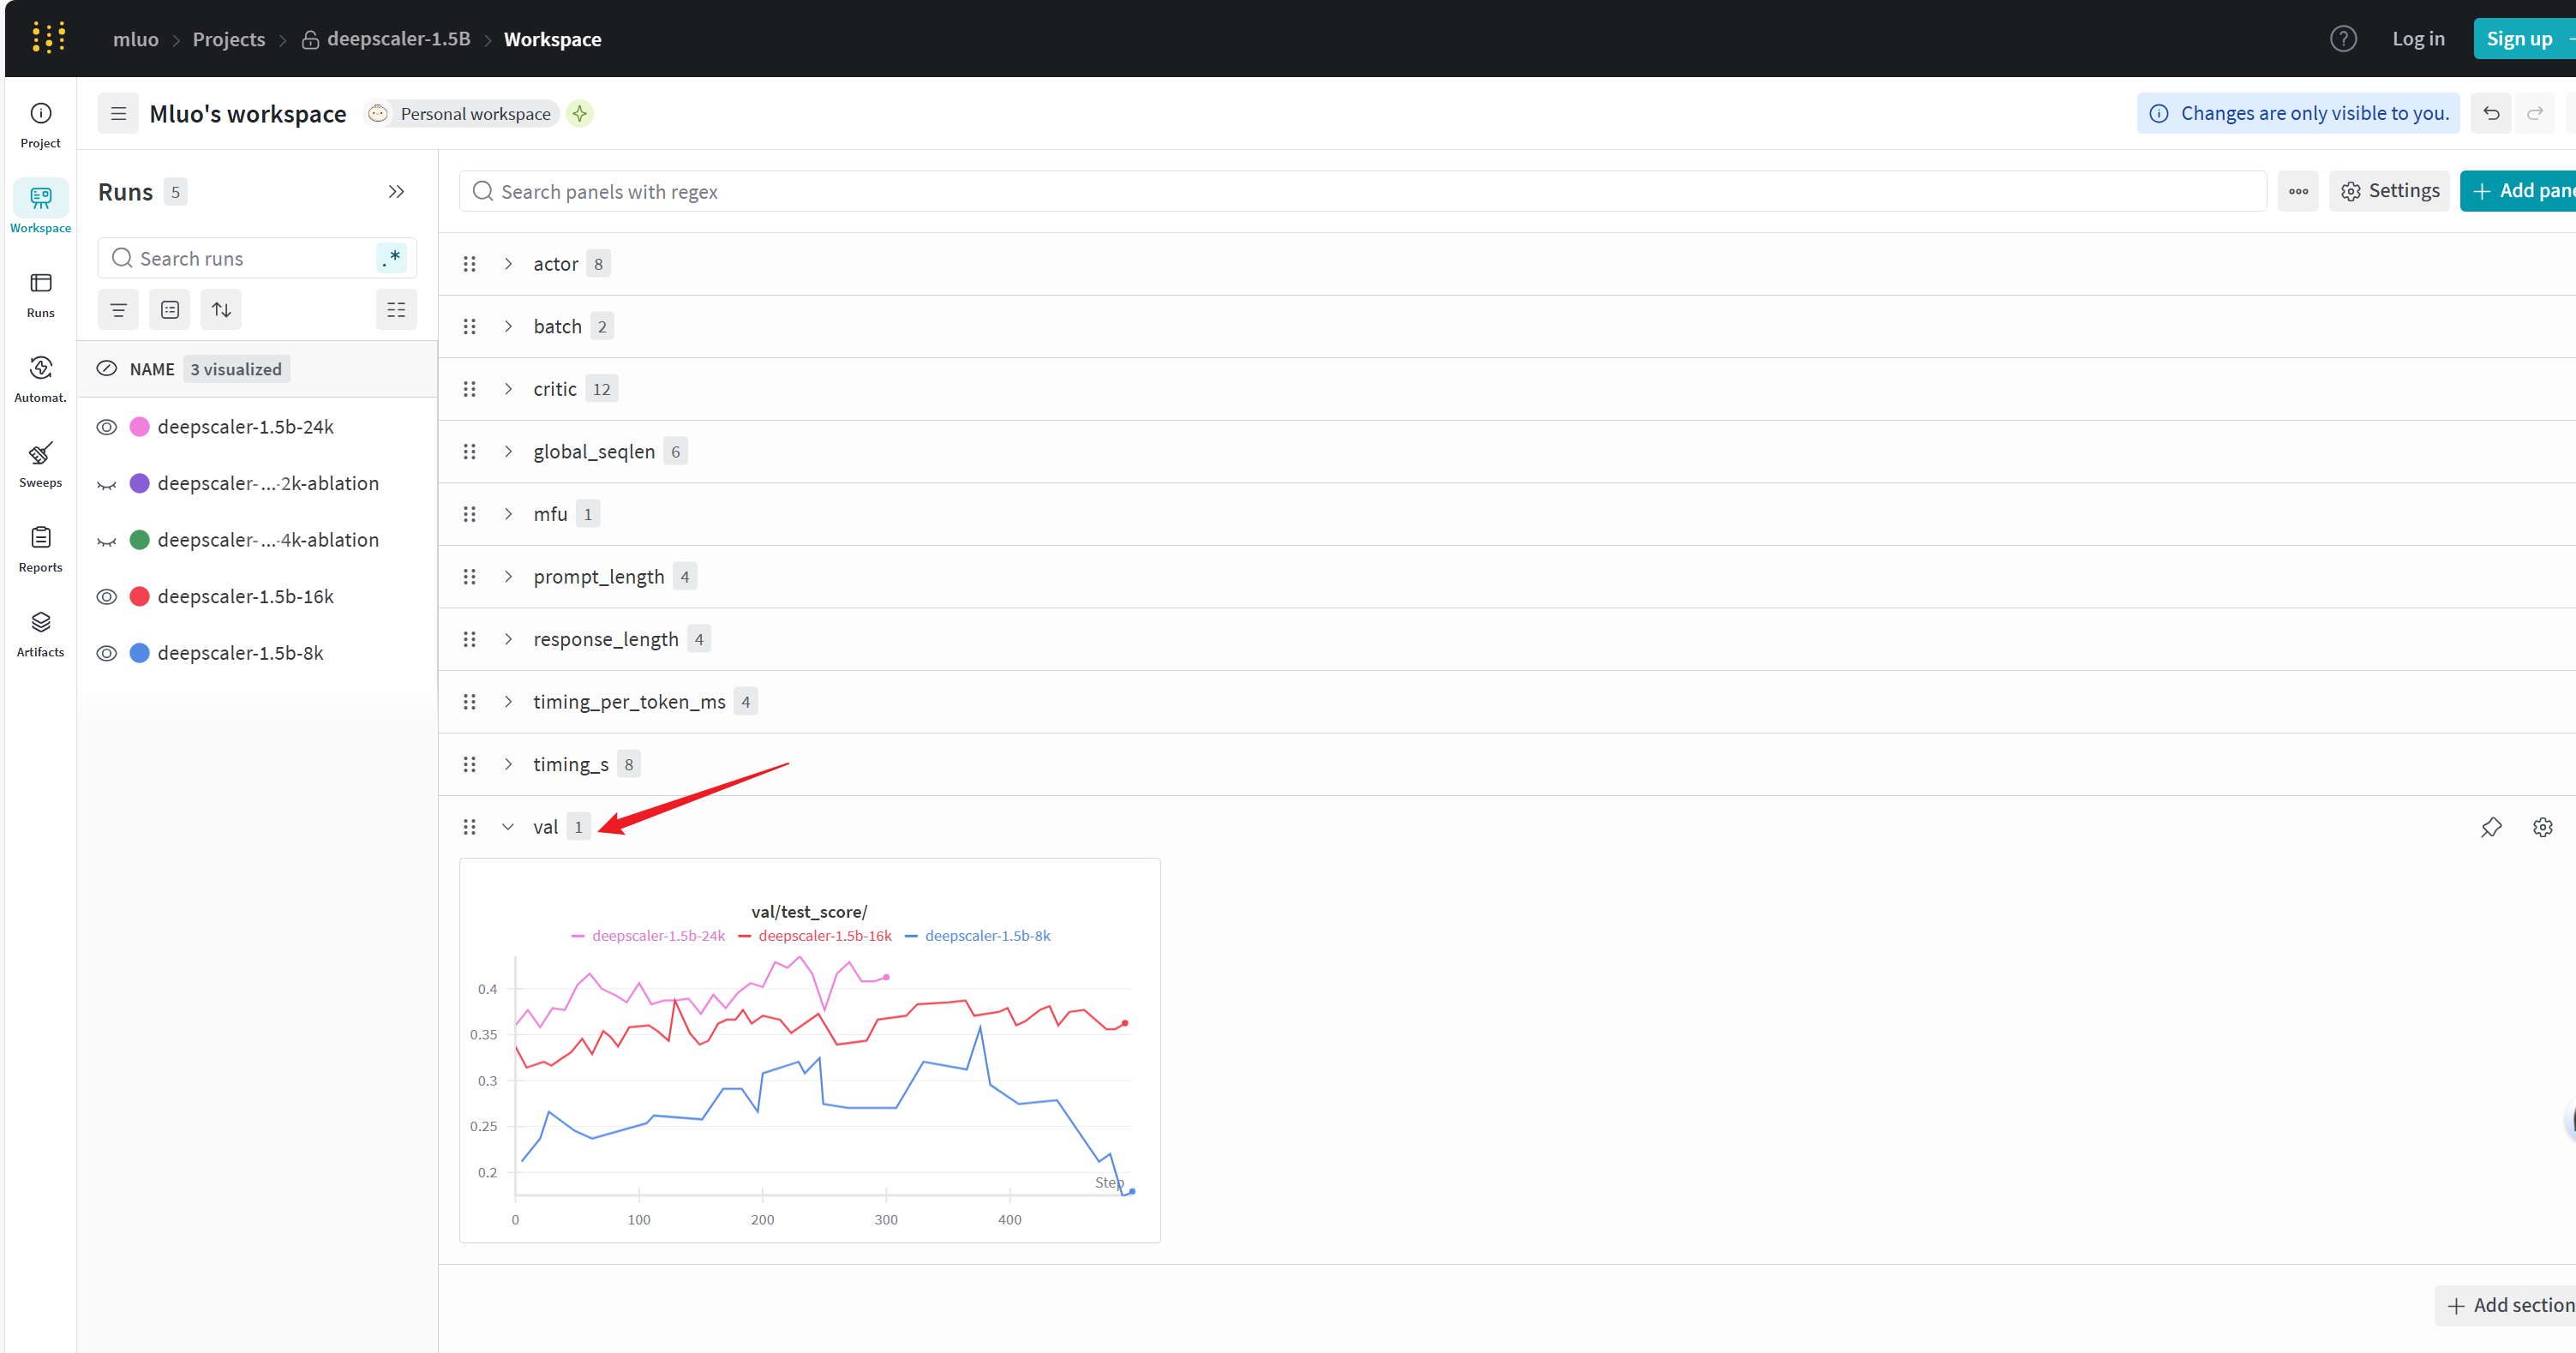 mluo > Projects > deepscaler-1.5B > Workspace
Log in
Sign up
Project
Workspace
Runs
Automat.
Sweeps
Reports
Artifacts
Mluo's workspace
Personal workspace
Changes are only visible to you.
Runs 5
Search runs
.*
NAME 3 visualized
deepscaler-1.5b-24k
deepscaler-...-2k-ablation
deepscaler-...-4k-ablation
deepscaler-1.5b-16k
deepscaler-1.5b-8k
Search panels with regex
Settings
Add pane
actor 8
batch 2
critic 12
global_seqlen 6
mfu 1
prompt_length 4
response_length 4
timing_per_token_ms 4
timing_s 8
val 1
val/test_score/
deepscaler-1.5b-24k deepscaler-1.5b-16k deepscaler-1.5b-8k
0.4
0.35
0.3
0.25
0.2
Step
0 100 200 300 400
Add section